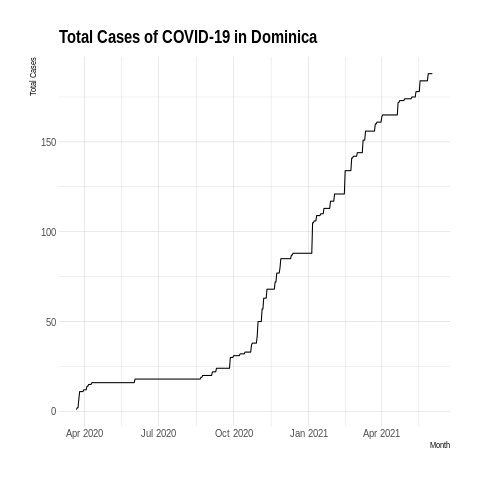 Total Cases of COVID-19 in Dominica
Total Cases
150
100
50
0
Apr 2020 Jul 2020 Oct 2020 Jan 2021 Apr 2021
Month